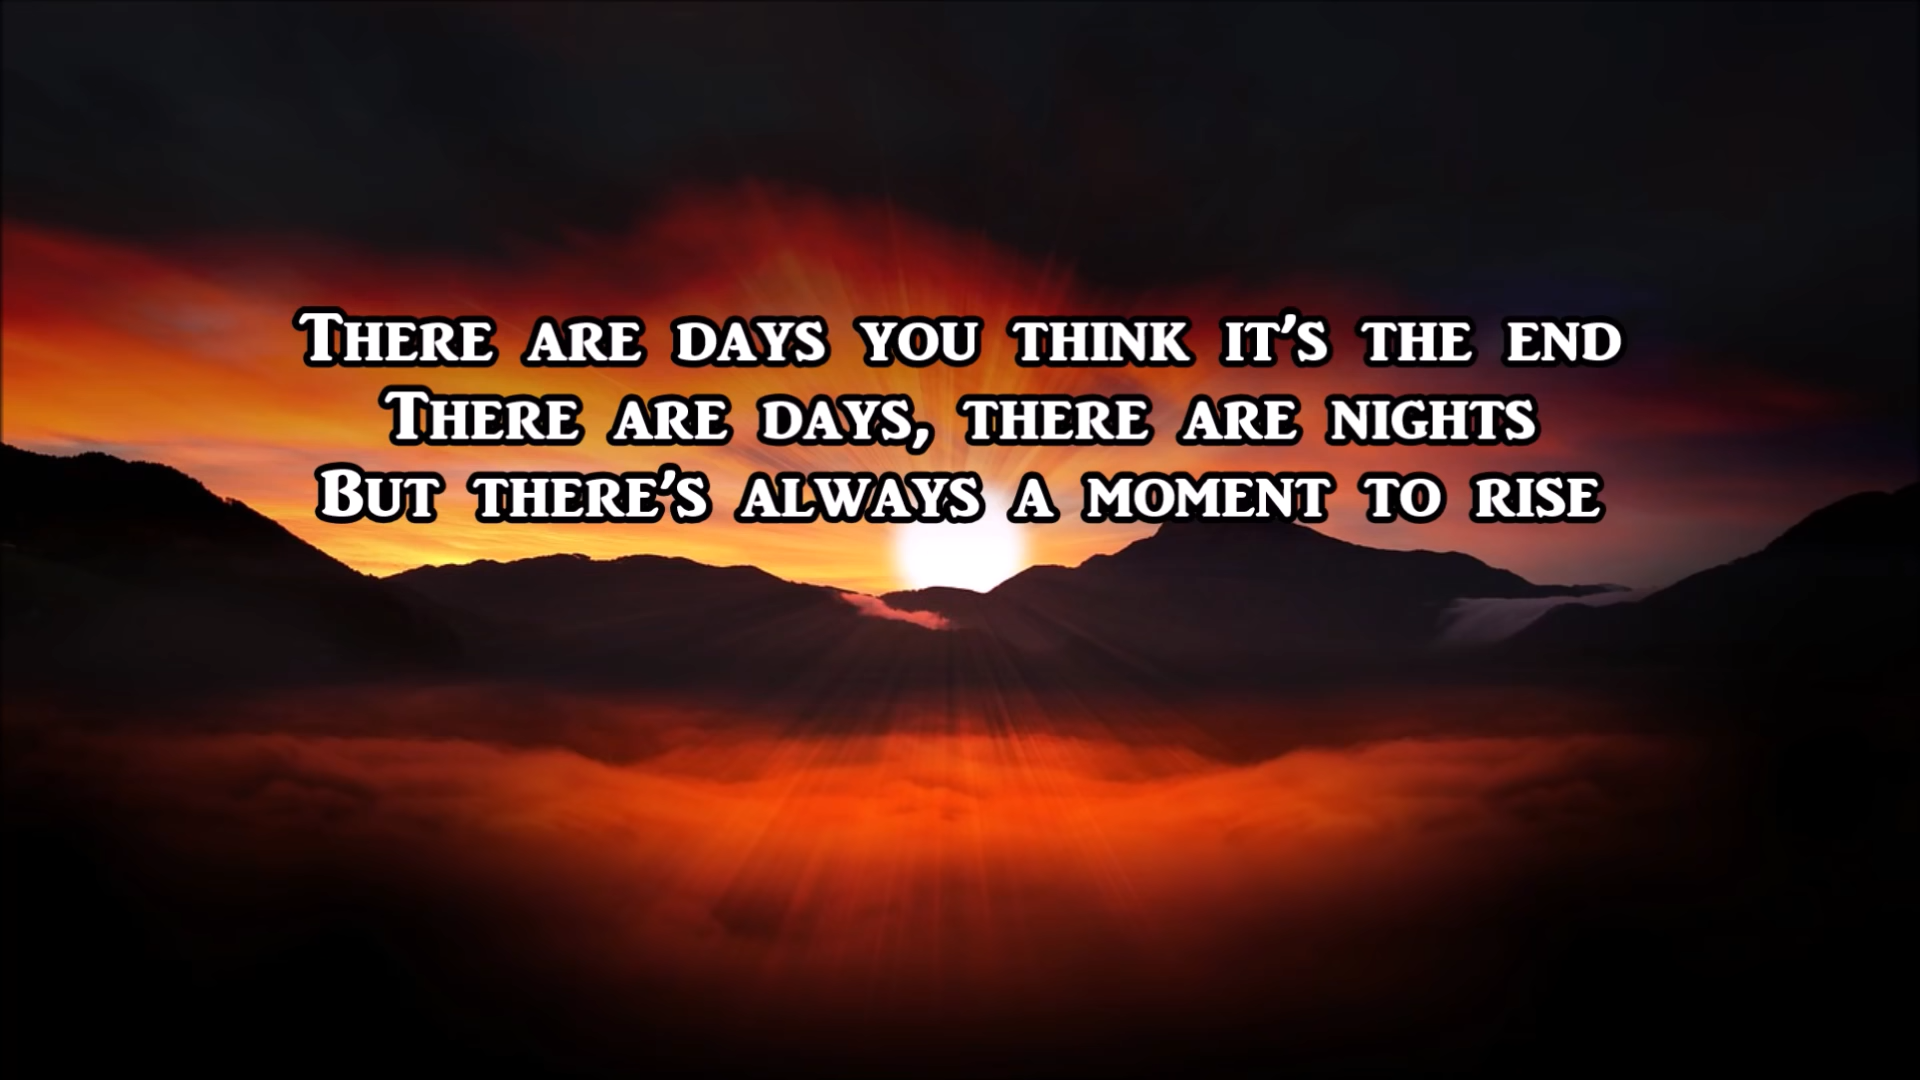 There are days you think it's the end
There are days, there are nights
But there's always a moment to rise